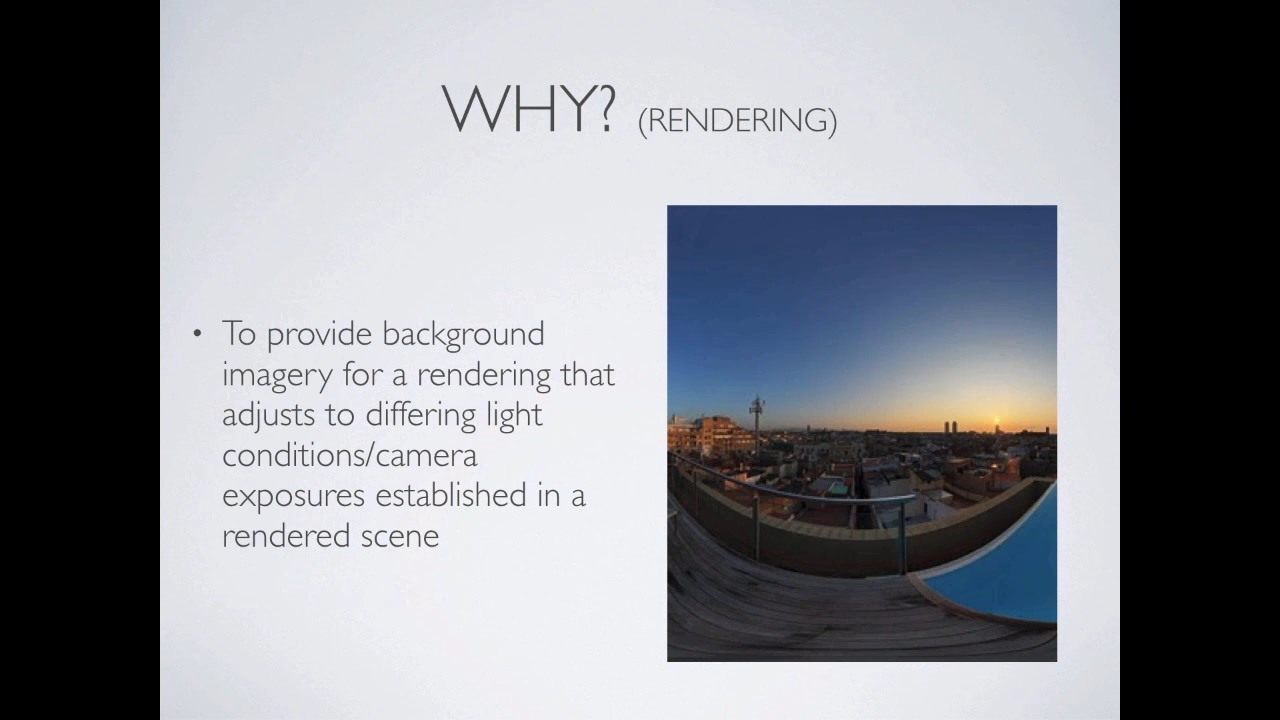 WHY? (RENDERING)
• To provide background
imagery for a rendering that
adjusts to differing light
conditions/camera
exposures established in a
rendered scene